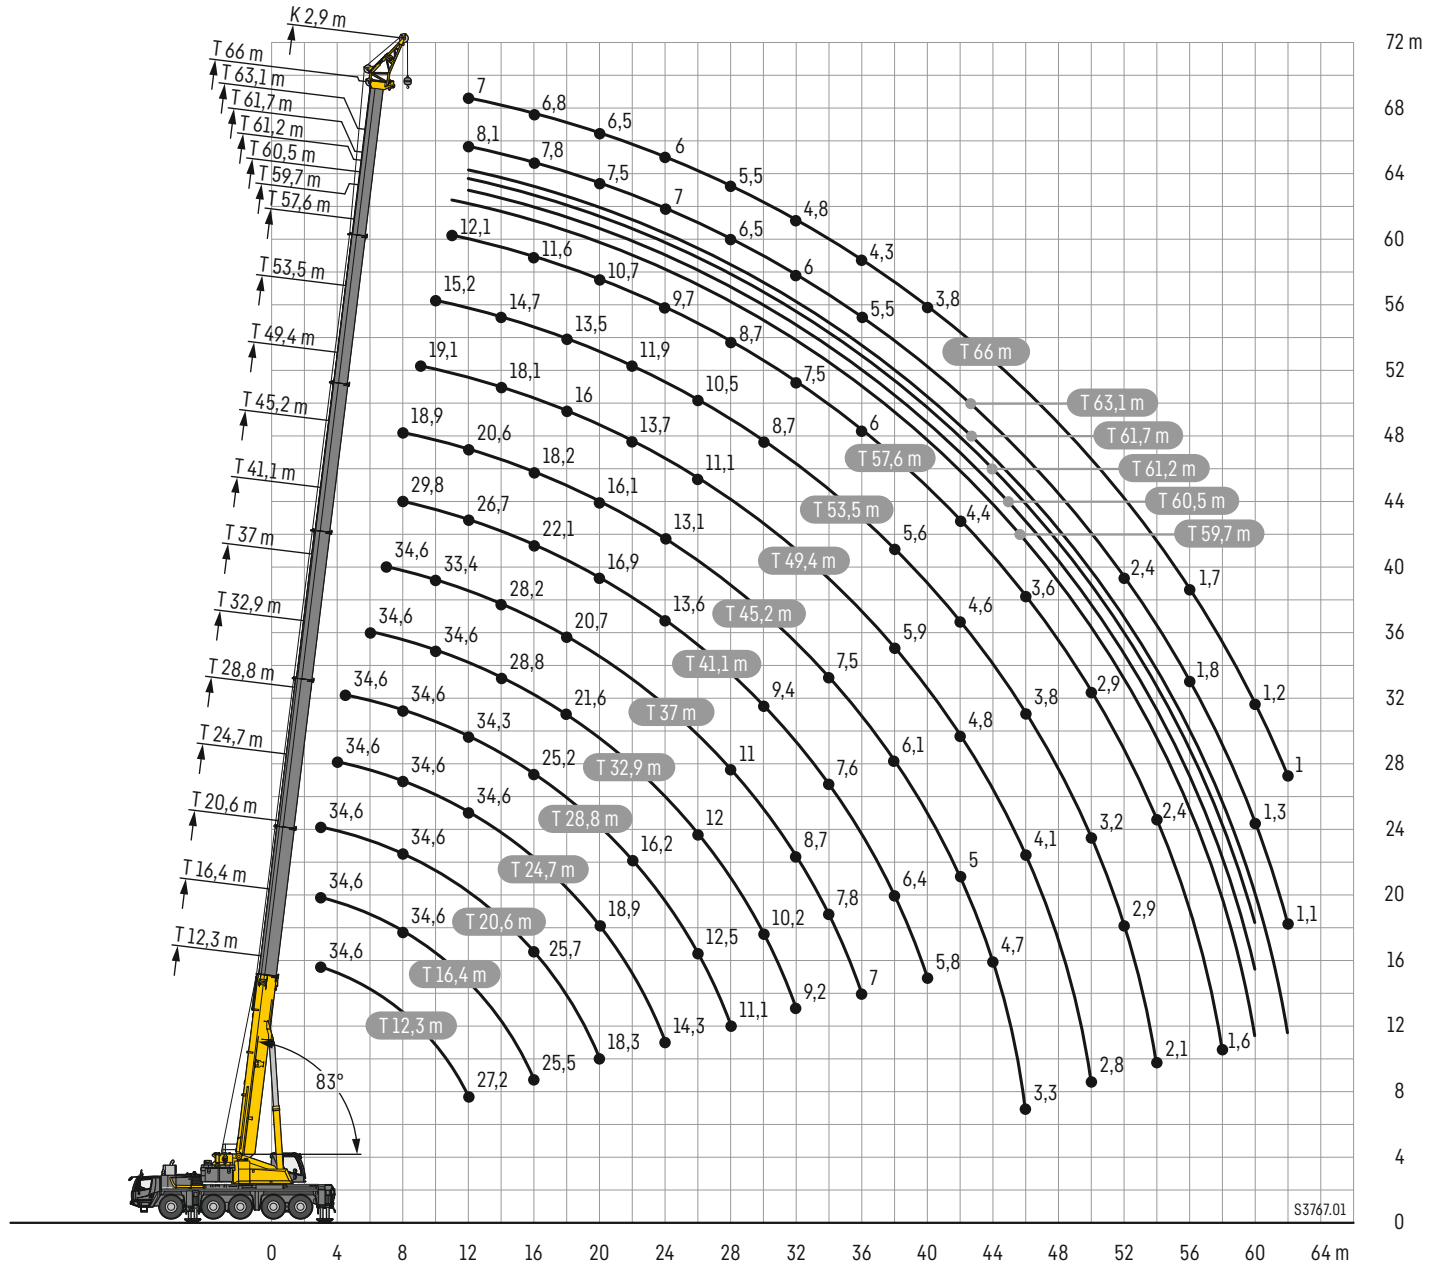 K 2,9 m
T 66 m
T 63,1 m
T 61,7 m
T 61,2 m
T 60,5 m
T 59,7 m
T 57,6 m
T 53,5 m
T 49,4 m
T 45,2 m
T 41,1 m
T 37 m
T 32,9 m
T 28,8 m
T 24,7 m
T 20,6 m
T 16,4 m
T 12,3 m
83°
7 6,8 6,5 6 5,5 4,8 4,3 3,8 1,7 1,2 1
T 66 m
8,1 7,8 7,5 7 6,5 6 5,5 2,4 1,8 1,3 1,1
T 63,1 m
T 61,7 m
T 61,2 m
T 60,5 m
T 59,7 m
12,1 11,6 10,7 9,7 8,7 7,5 6 4,4 3,6 2,9 2,4 1,6
T 57,6 m
15,2 14,7 13,5 11,9 10,5 8,7 5,6 4,6 3,8 3,2 2,9 2,1
T 53,5 m
19,1 18,1 16 13,7 11,1 5,9 4,8 4,1 2,8
T 49,4 m
18,9 20,6 18,2 16,1 13,1 7,5 6,1 5 4,7 3,3
T 45,2 m
29,8 26,7 22,1 16,9 13,6 9,4 7,6 6,4 5,8
T 41,1 m
34,6 33,4 28,2 20,7 11 8,7 7,8 7
T 37 m
34,6 34,6 28,8 21,6 12 10,2 9,2
T 32,9 m
34,6 34,6 34,3 25,2 16,2 12,5 11,1
T 28,8 m
34,6 34,6 34,6 18,9 14,3
T 24,7 m
34,6 34,6 25,7 18,3
T 20,6 m
34,6 34,6 25,5
T 16,4 m
34,6 27,2
T 12,3 m
72 m
68
64
60
56
52
48
44
40
36
32
28
24
20
16
12
8
4
0
S3767.01
0 4 8 12 16 20 24 28 32 36 40 44 48 52 56 60 64 m